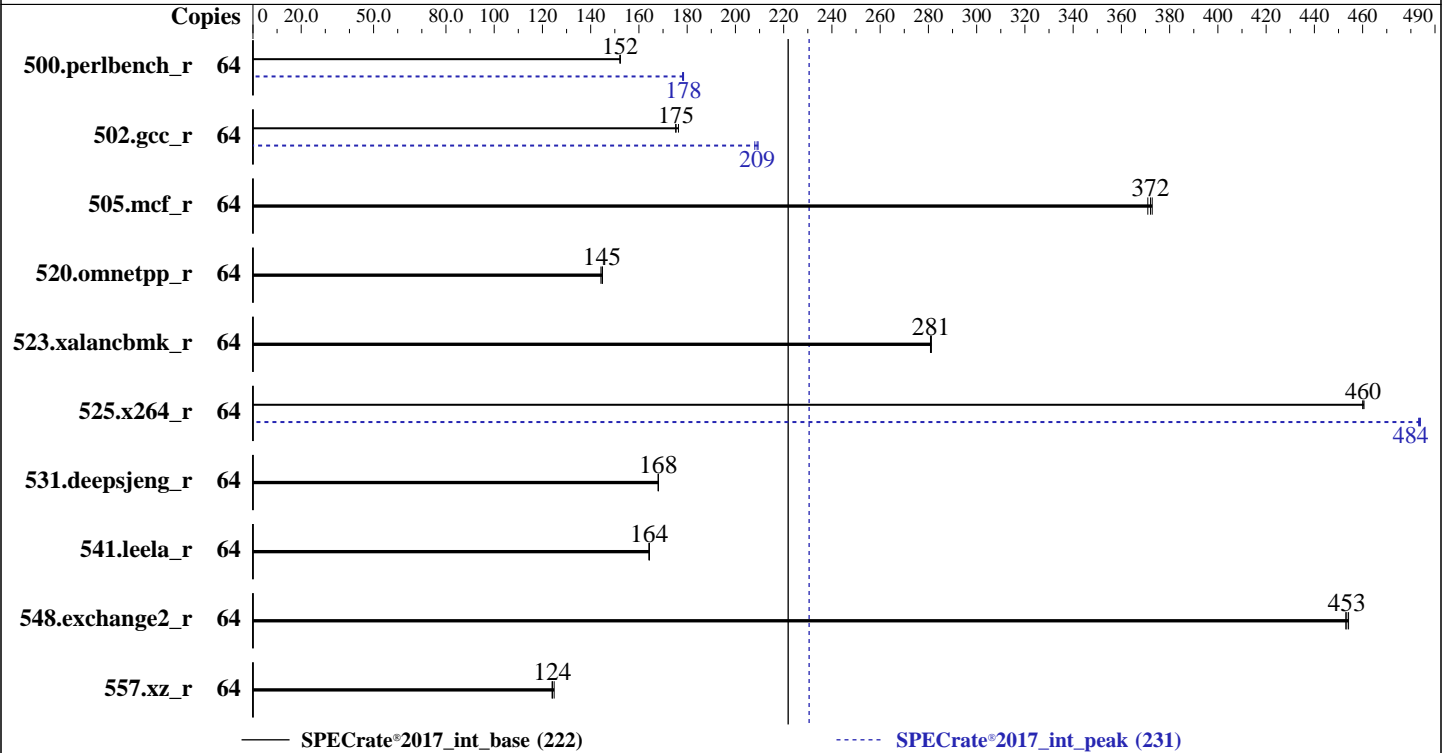 Copies 0 20.0 50.0 80.0 100 120 140 160 180 200 220 240 260 280 300 320 340 360 380 400 420 440 460 490
152
500.perlbench_r 64
178
175
502.gcc_r 64
209
372
505.mcf_r 64
145
520.omnetpp_r 64
281
523.xalancbmk_r 64
460
525.x264_r 64
484
168
531.deepsjeng_r 64
164
541.leela_r 64
453
548.exchange2_r 64
124
557.xz_r 64
SPECrate®2017_int_base (222) SPECrate®2017_int_peak (231)